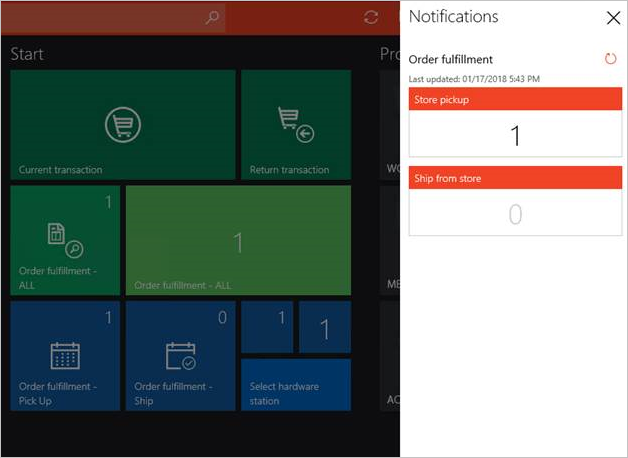 Notifications
Start
Pro
Order fulfillment
Last updated: 01/17/2018 5:43 PM
Store pickup
1
Ship from store
0
Current transaction
Return transaction
WO
1
Order fulfillment -
ALL
1
Order fulfillment - ALL
ME
1
Order fulfillment -
Pick Up
0
Order fulfillment -
Ship
1
1
Select hardware
station
AC